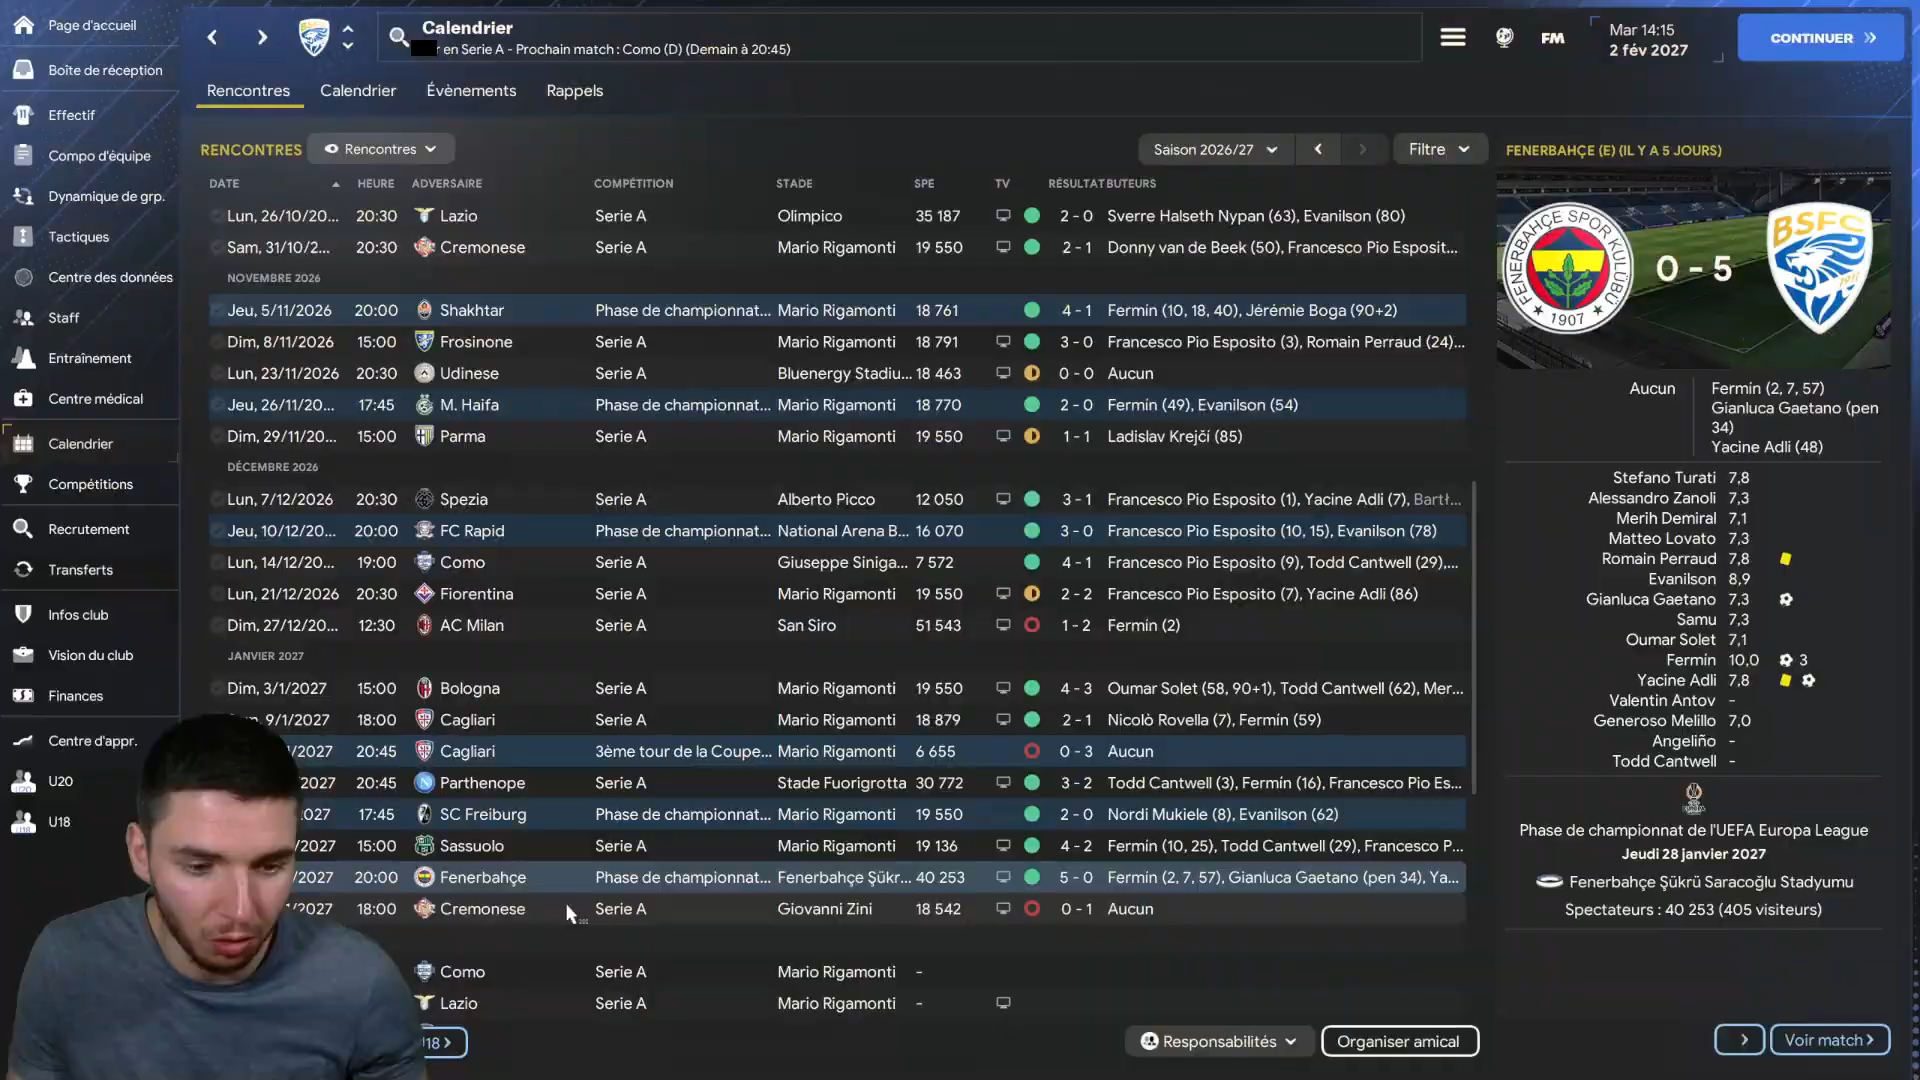 Page d'accueil
Boîte de réception
Effectif
Compo d'équipe
Dynamique de grp.
Tactiques
Centre des données
Staff
Entraînement
Centre médical
Calendrier
Compétitions
Recrutement
Transferts
Infos club
Vision du club
Finances
Centre d'appr.
U20
U18
Calendrier
r en Serie A - Prochain match : Como (D) (Demain à 20:45)
FM
Mar 14:15
2 fév 2027
CONTINUER
Rencontres Calendrier Évènements Rappels
RENCONTRES Rencontres Saison 2026/27 Filtre
DATE HEURE ADVERSAIRE COMPÉTITION STADE SPE TV RÉSULTAT BUTEURS
Lun, 26/10/20... 20:30 Lazio Serie A Olimpico 35 187 2 - 0 Sverre Halseth Nypan (63), Evanilson (80)
Sam, 31/10/2... 20:30 Cremonese Serie A Mario Rigamonti 19 550 2 - 1 Donny van de Beek (50), Francesco Pio Esposit...
NOVEMBRE 2026
Jeu, 5/11/2026 20:00 Shakhtar Phase de championnat... Mario Rigamonti 18 761 4 - 1 Fermín (10, 18, 40), Jérémie Boga (90+2)
Dim, 8/11/2026 15:00 Frosinone Serie A Mario Rigamonti 18 791 3 - 0 Francesco Pio Esposito (3), Romain Perraud (24)...
Lun, 23/11/2026 20:30 Udinese Serie A Bluenergy Stadiu... 18 463 0 - 0 Aucun
Jeu, 26/11/20... 17:45 M. Haifa Phase de championnat... Mario Rigamonti 18 770 2 - 0 Fermín (49), Evanilson (54)
Dim, 29/11/20... 15:00 Parma Serie A Mario Rigamonti 19 550 1 - 1 Ladislav Krejčí (85)
DÉCEMBRE 2026
Lun, 7/12/2026 20:30 Spezia Serie A Alberto Picco 12 050 3 - 1 Francesco Pio Esposito (1), Yacine Adli (7), Bartł...
Jeu, 10/12/20... 20:00 FC Rapid Phase de championnat... National Arena B... 16 070 3 - 0 Francesco Pio Esposito (10, 15), Evanilson (78)
Lun, 14/12/20... 19:00 Como Serie A Giuseppe Siniga... 7 572 4 - 1 Francesco Pio Esposito (9), Todd Cantwell (29),...
Lun, 21/12/2026 20:30 Fiorentina Serie A Mario Rigamonti 19 550 2 - 2 Francesco Pio Esposito (7), Yacine Adli (86)
Dim, 27/12/20... 12:30 AC Milan Serie A San Siro 51 543 1 - 2 Fermín (2)
JANVIER 2027
Dim, 3/1/2027 15:00 Bologna Serie A Mario Rigamonti 19 550 4 - 3 Oumar Solet (58, 90+1), Todd Cantwell (62), Mer...
9/1/2027 18:00 Cagliari Serie A Mario Rigamonti 18 879 2 - 1 Nicolò Rovella (7), Fermín (59)
/2027 20:45 Cagliari 3ème tour de la Coupe... Mario Rigamonti 6 655 0 - 3 Aucun
/2027 20:45 Parthenope Serie A Stade Fuorigrotta 30 772 3 - 2 Todd Cantwell (3), Fermín (16), Francesco Pio Es...
027 17:45 SC Freiburg Phase de championnat... Mario Rigamonti 19 550 2 - 0 Nordi Mukiele (8), Evanilson (62)
2027 15:00 Sassuolo Serie A Mario Rigamonti 19 136 4 - 2 Fermín (10, 25), Todd Cantwell (29), Francesco P...
/2027 20:00 Fenerbahçe Phase de championnat... Fenerbahçe Şükr... 40 253 5 - 0 Fermín (2, 7, 57), Gianluca Gaetano (pen 34), Ya...
/2027 18:00 Cremonese Serie A Giovanni Zini 18 542 0 - 1 Aucun
Como Serie A Mario Rigamonti -
Lazio Serie A Mario Rigamonti -
18 Responsabilités Organiser amical
FENERBAHÇE (E) (IL Y A 5 JOURS)
FENERBAHÇE SPOR KULÜBÜ
1907
0 - 5
BSFC
1911
Aucun Fermín (2, 7, 57)
Gianluca Gaetano (pen
34)
Yacine Adli (48)
Stefano Turati 7,8
Alessandro Zanoli 7,3
Merih Demiral 7,1
Matteo Lovato 7,3
Romain Perraud 7,8
Evanilson 8,9
Gianluca Gaetano 7,3
Samu 7,3
Oumar Solet 7,1
Fermín 10,0 3
Yacine Adli 7,8
Valentin Antov -
Generoso Melillo 7,0
Angeliño -
Todd Cantwell -
Phase de championnat de l'UEFA Europa League
Jeudi 28 janvier 2027
Fenerbahçe Şükrü Saracoğlu Stadyumu
Spectateurs : 40 253 (405 visiteurs)
Voir match